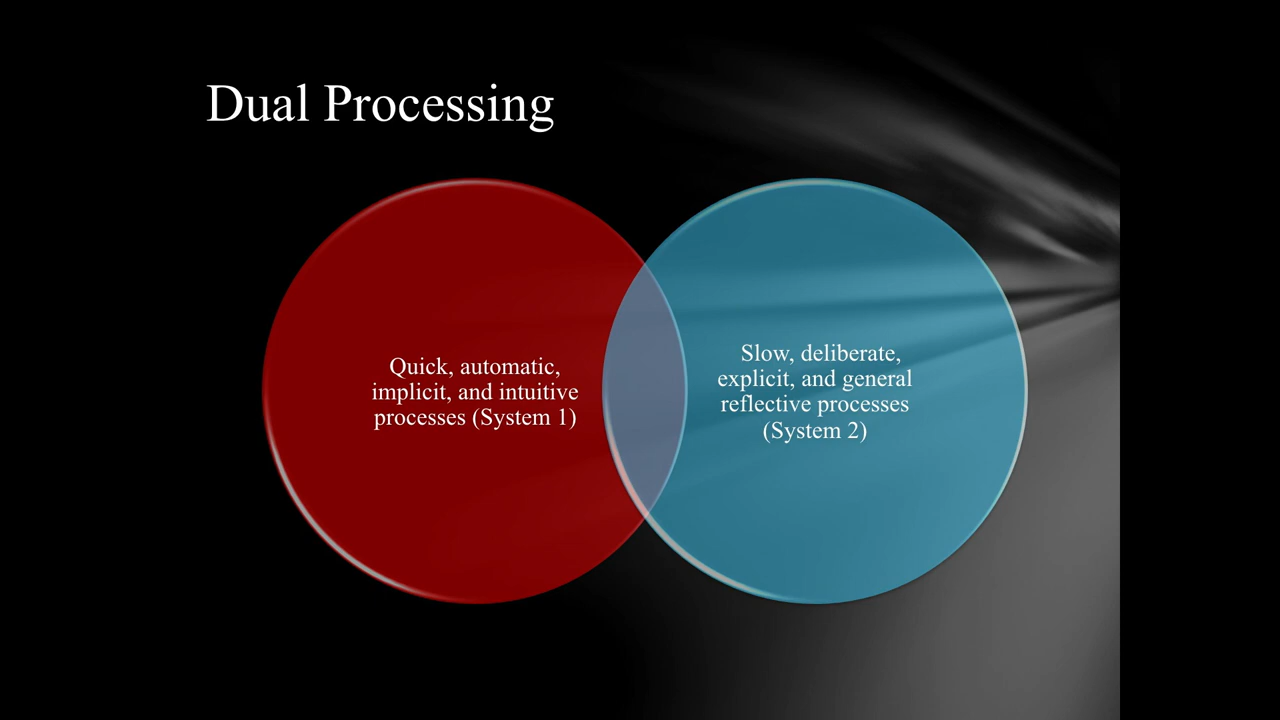 Dual Processing
Quick, automatic,
implicit, and intuitive
processes (System 1)
Slow, deliberate,
explicit, and general
reflective processes
(System 2)